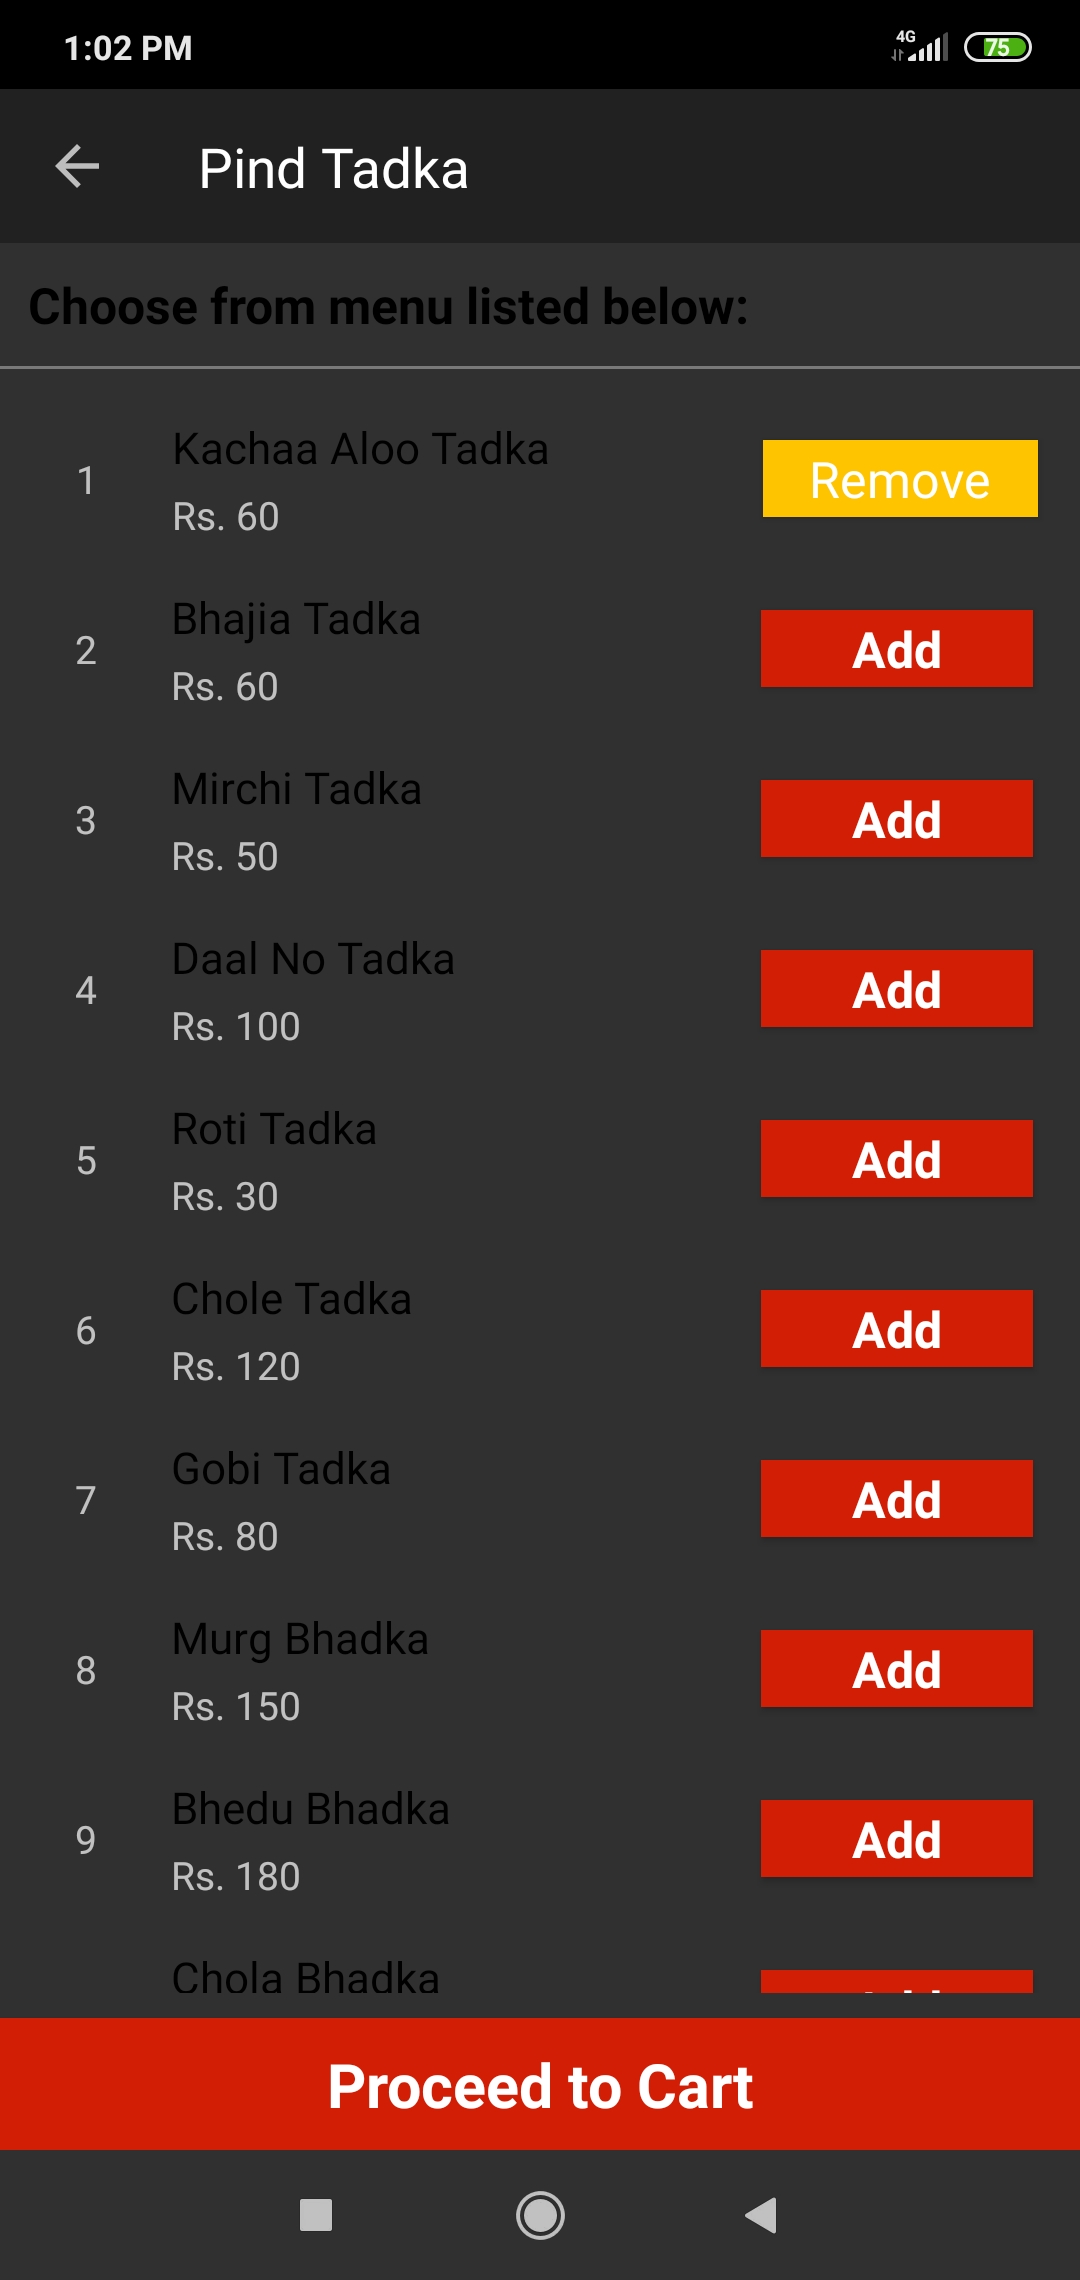 1:02 PM 4G 75
Pind Tadka
Choose from menu listed below:
1 Kachaa Aloo Tadka Remove
Rs. 60
2 Bhajia Tadka Add
Rs. 60
3 Mirchi Tadka Add
Rs. 50
4 Daal No Tadka Add
Rs. 100
5 Roti Tadka Add
Rs. 30
6 Chole Tadka Add
Rs. 120
7 Gobi Tadka Add
Rs. 80
8 Murg Bhadka Add
Rs. 150
9 Bhedu Bhadka Add
Rs. 180
Chola Bhadka
Proceed to Cart